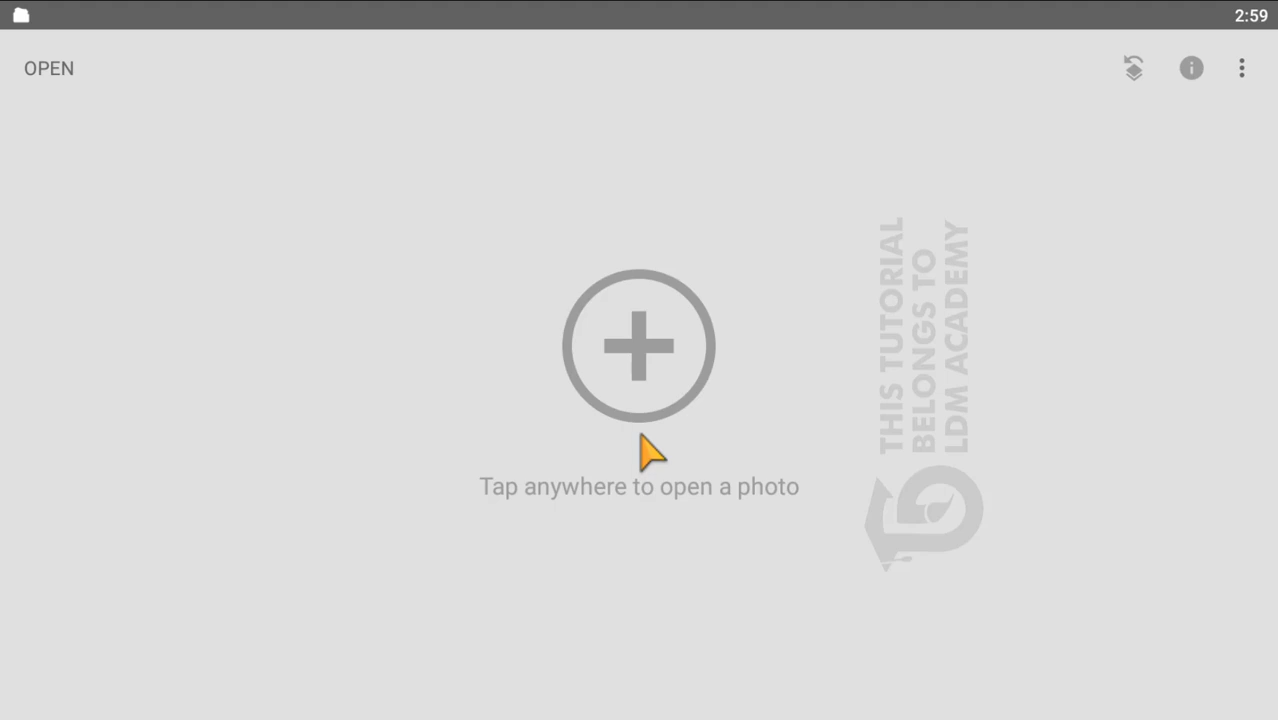 2:59
OPEN
THIS TUTORIAL
BELONGS TO
LDM ACADEMY
Tap anywhere to open a photo